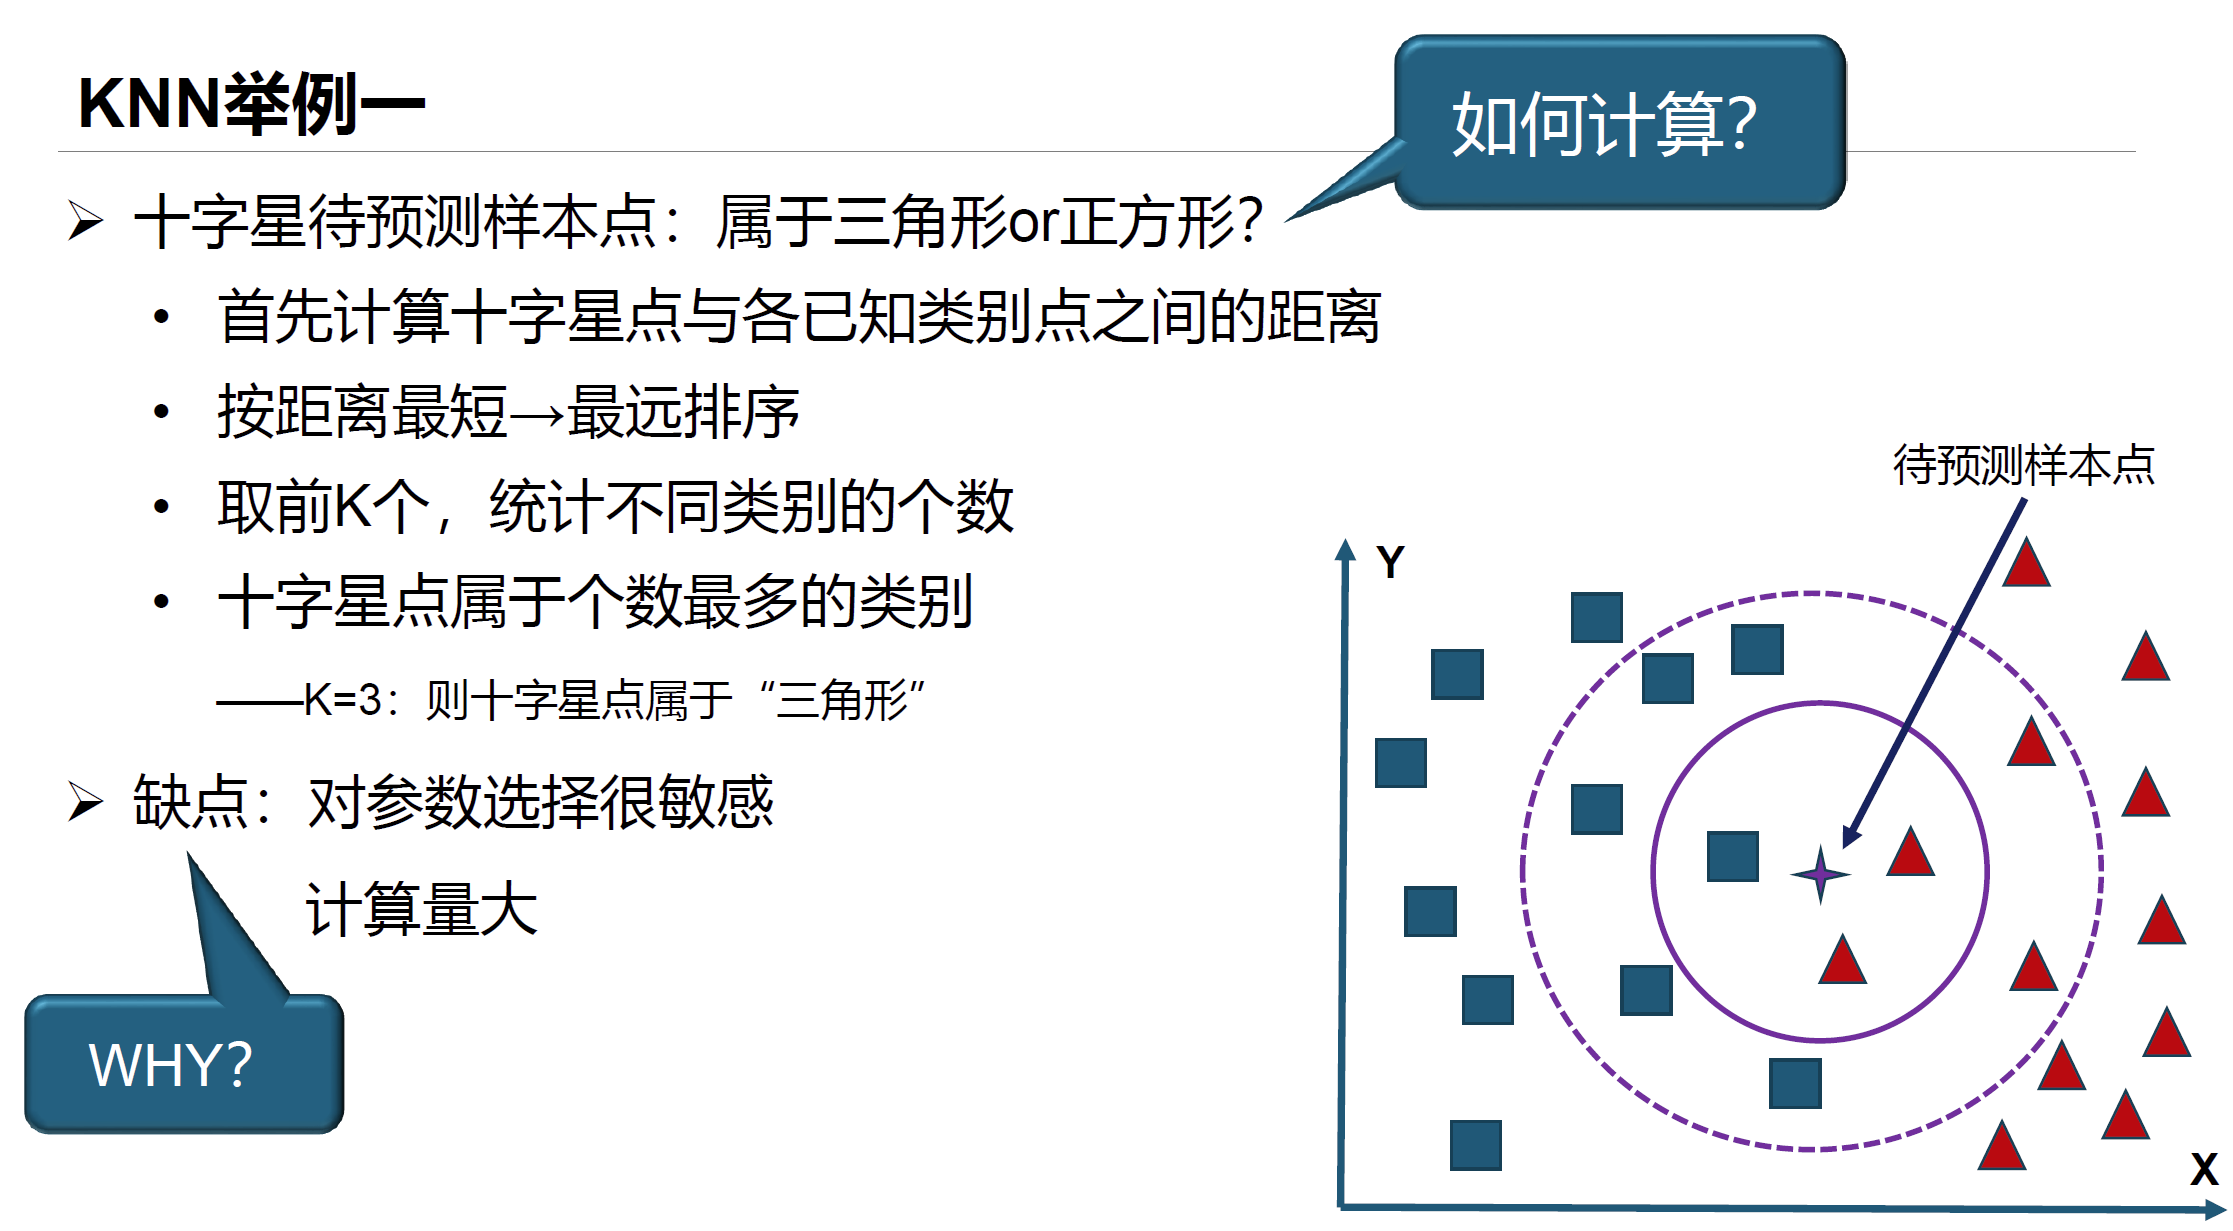 KNN举例一
如何计算？
➢ 十字星待预测样本点：属于三角形or正方形？
• 首先计算十字星点与各已知类别点之间的距离
• 按距离最短→最远排序
• 取前K个，统计不同类别的个数
• 十字星点属于个数最多的类别
——K=3：则十字星点属于“三角形”
➢ 缺点：对参数选择很敏感
计算量大
WHY？
待预测样本点
Y
X